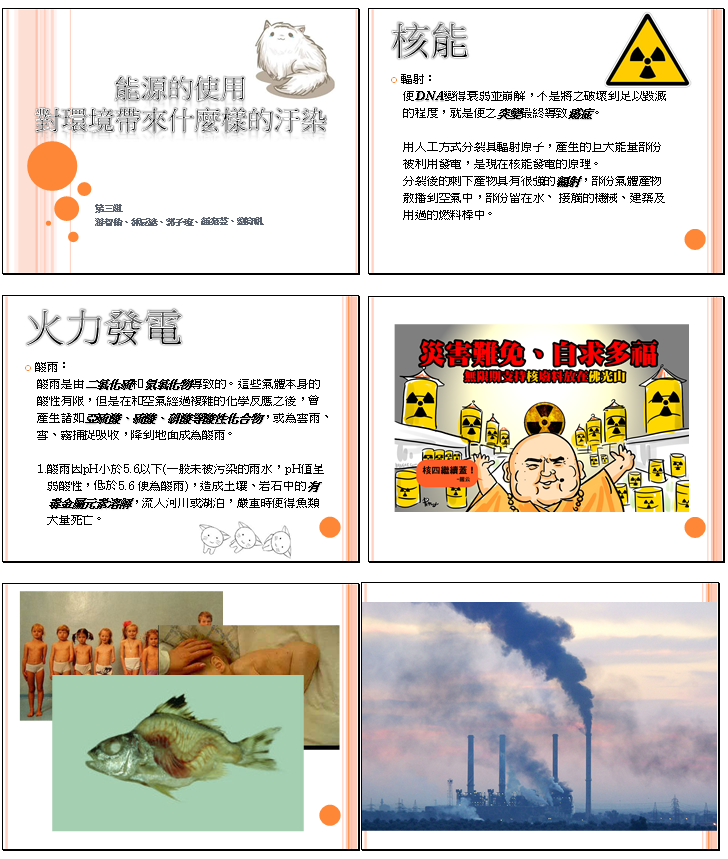 能源的使用
對環境帶來什麼樣的汙染
第三組
核能
輻射：
使DNA變得衰弱並崩解，不是將之破壞到足以毀滅
的程度，就是使之突變最終導致癌症。
用人工方式分裂具輻射原子，產生的巨大能量部份
被利用發電，是現在核能發電的原理。
分裂後的剩下產物具有很強的輻射，部份氣體產物
散播到空氣中，部份留在水、接觸的機械、建築及
用過的燃料棒中。
火力發電
酸雨：
酸雨是由二氧化硫和氮氧化物導致的。這些氣體本身的
酸性有限，但是在和空氣經過複雜的化學反應之後，會
產生諸如亞硫酸、硫酸、硝酸等酸性化合物，或為雲雨、
雪、霧捕捉吸收，降到地面成為酸雨。
1.酸雨因pH小於5.6以下(一般未被污染的雨水，pH值呈
弱酸性，低於5.6 便為酸雨)，造成土壤、岩石中的有
毒金屬元素溶解，流入河川或湖泊，嚴重時使得魚類
大量死亡。
災害難免、自求多福
無限期支持核廢料放在佛光山
核四繼續蓋！